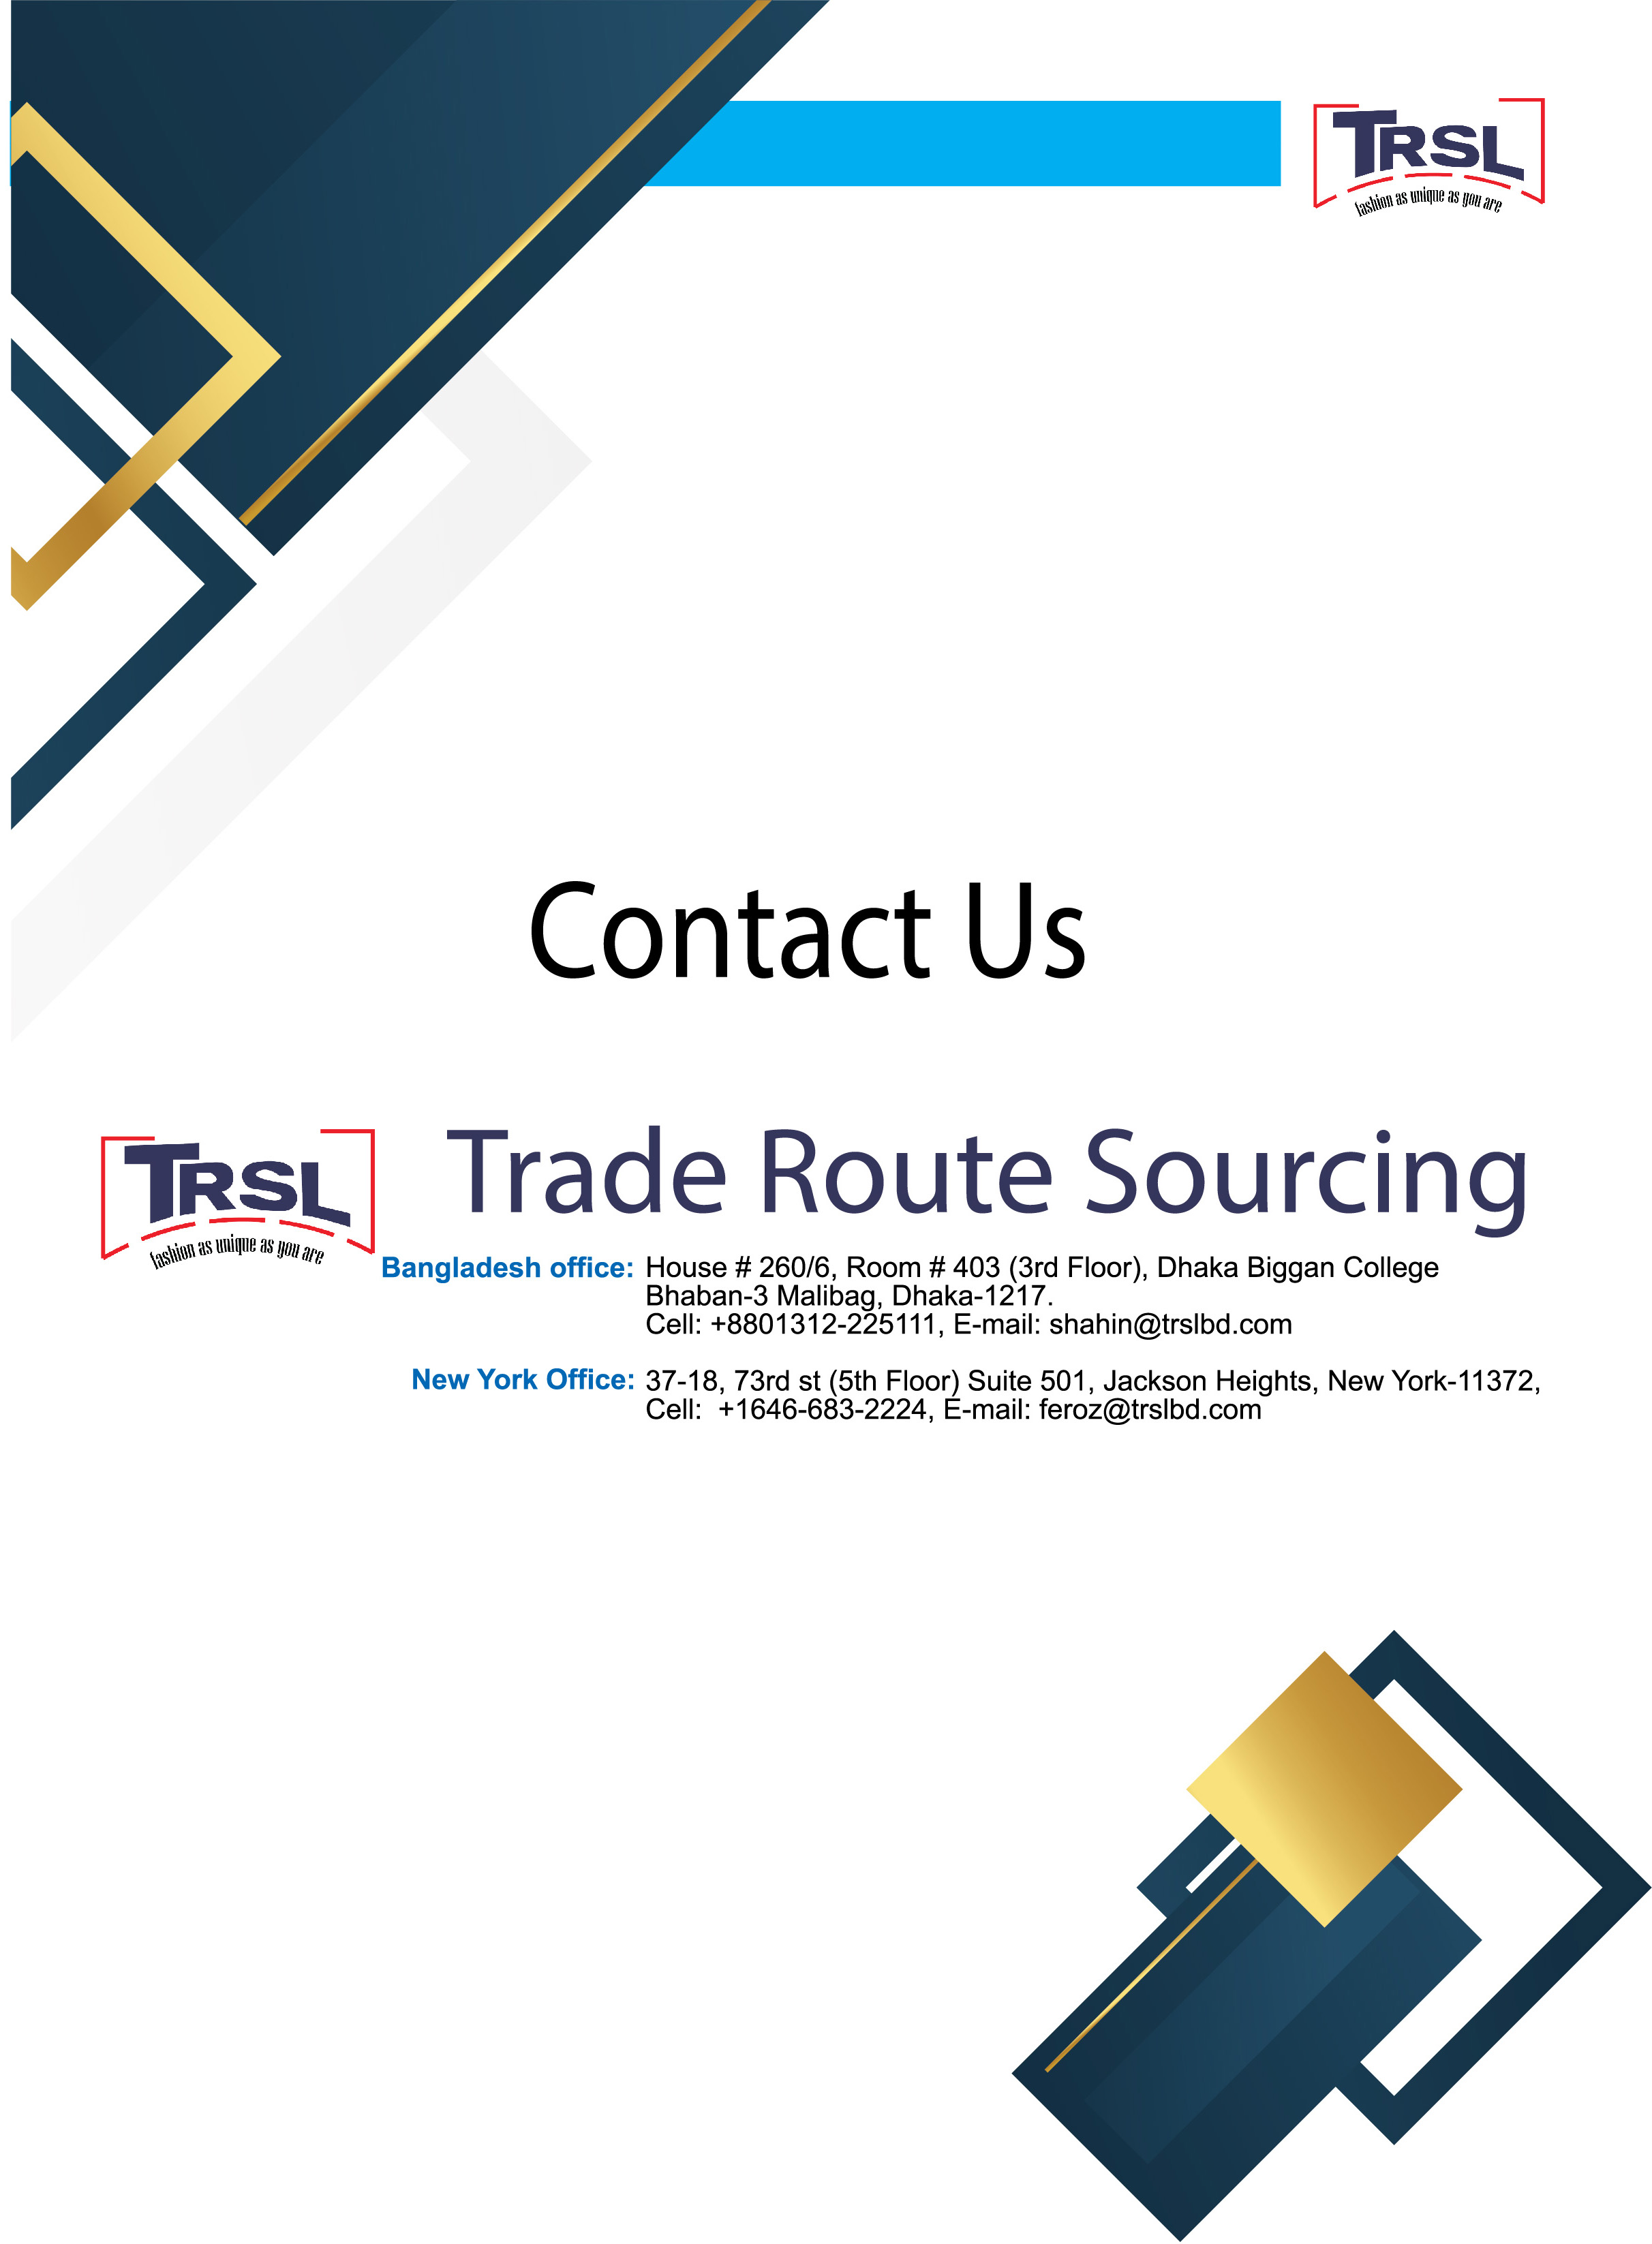 TRSL
fashion as unique as you are
Contact Us
TRSL
fashion as unique as you are
Trade Route Sourcing
Bangladesh office: House # 260/6, Room # 403 (3rd Floor), Dhaka Biggan College
Bhaban-3 Malibag, Dhaka-1217.
Cell: +8801312-225111, E-mail: shahin@trslbd.com
New York Office: 37-18, 73rd st (5th Floor) Suite 501, Jackson Heights, New York-11372,
Cell:  +1646-683-2224, E-mail: feroz@trslbd.com